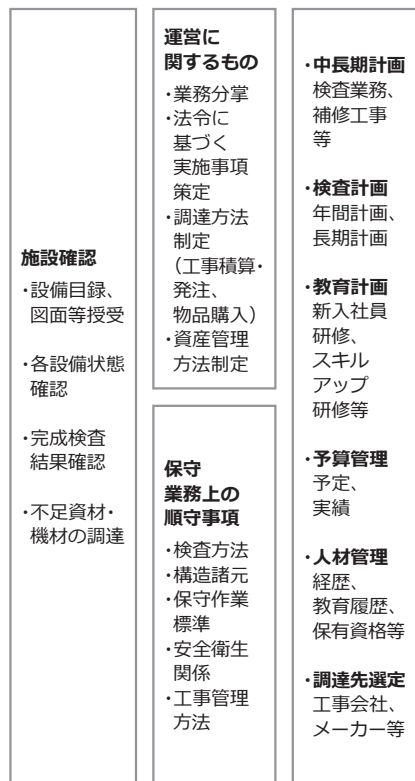 施設確認
・設備目録、
図面等授受
・各設備状態
確認
・完成検査
結果確認
・不足資材・
機材の調達
運営に
関するもの
・業務分掌
・法令に
基づく
実施事項
策定
・調達方法
制定
（工事積算・
発注、
物品購入）
・資産管理
方法制定
保守
業務上の
順守事項
・検査方法
・構造諸元
・保守作業
標準
・安全衛生
関係
・工事管理
方法
・中長期計画
検査業務、
補修工事
等
・検査計画
年間計画、
長期計画
・教育計画
新入社員
研修、
スキル
アップ
研修等
・予算管理
予定、
実績
・人材管理
経歴、
教育履歴、
保有資格等
・調達先選定
工事会社、
メーカー等